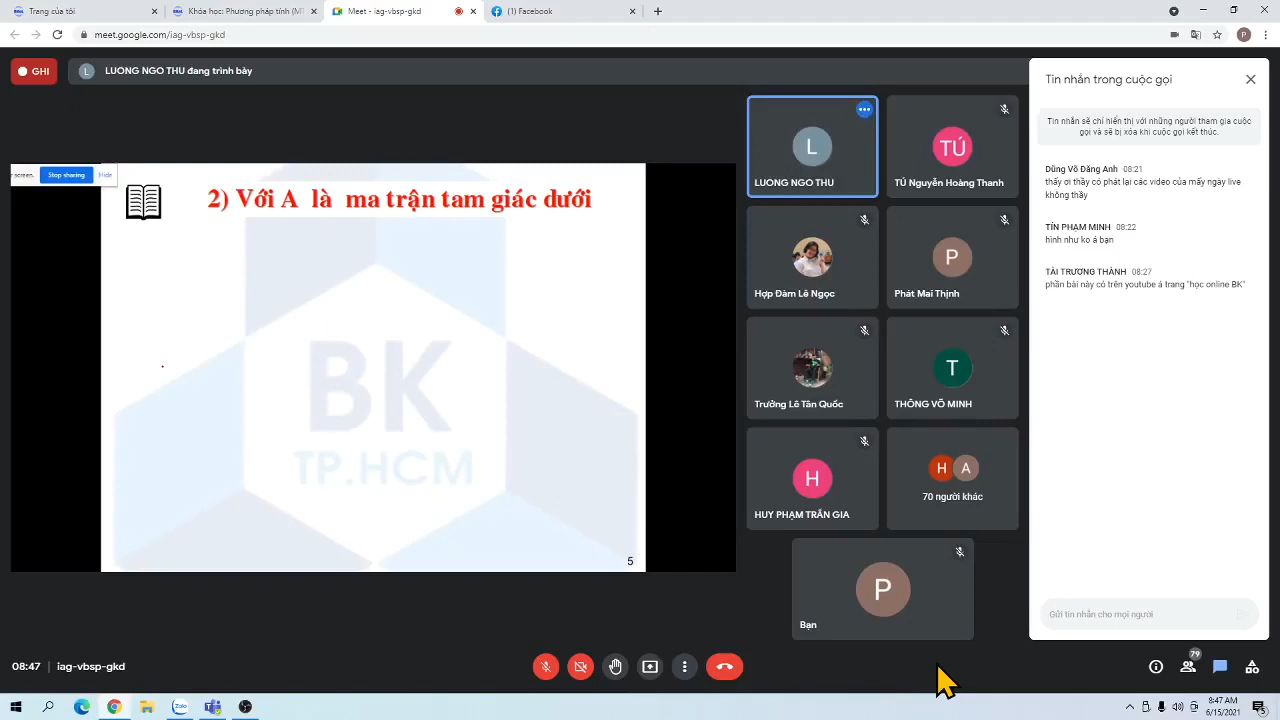 Trang của tôi
Khóa học: Phương pháp tính (MT
Meet - iag-vbsp-gkd
(1) Facebook
meet.google.com/iag-vbsp-gkd
P
GHI
L
LUONG NGO THU đang trình bày
r screen.
Stop sharing
Hide
2) Với A là ma trận tam giác dưới
BK
TP.HCM
5
L
LUONG NGO THU
TÚ
TÚ Nguyễn Hoàng Thanh
Hợp Đàm Lê Ngọc
P
Phát Mai Thịnh
Trường Lê Tân Quốc
T
THÔNG VÕ MINH
H
HUY PHẠM TRẦN GIA
H A
70 người khác
P
Bạn
Tin nhắn trong cuộc gọi
Tin nhắn sẽ chỉ hiển thị với những người tham gia cuộc
gọi và sẽ bị xóa khi cuộc gọi kết thúc.
Dũng Võ Đăng Anh 08:21
thầy ơi thầy có phát lại các video của mấy ngày live
không thầy
TÍN PHẠM MINH 08:22
hình như ko á bạn
TÀI TRƯƠNG THÀNH 08:27
phần bài này có trên youtube á trang "học online BK"
Gửi tin nhắn cho mọi người
08:47
iag-vbsp-gkd
79
Zalo
8:47 AM
6/15/2021
5